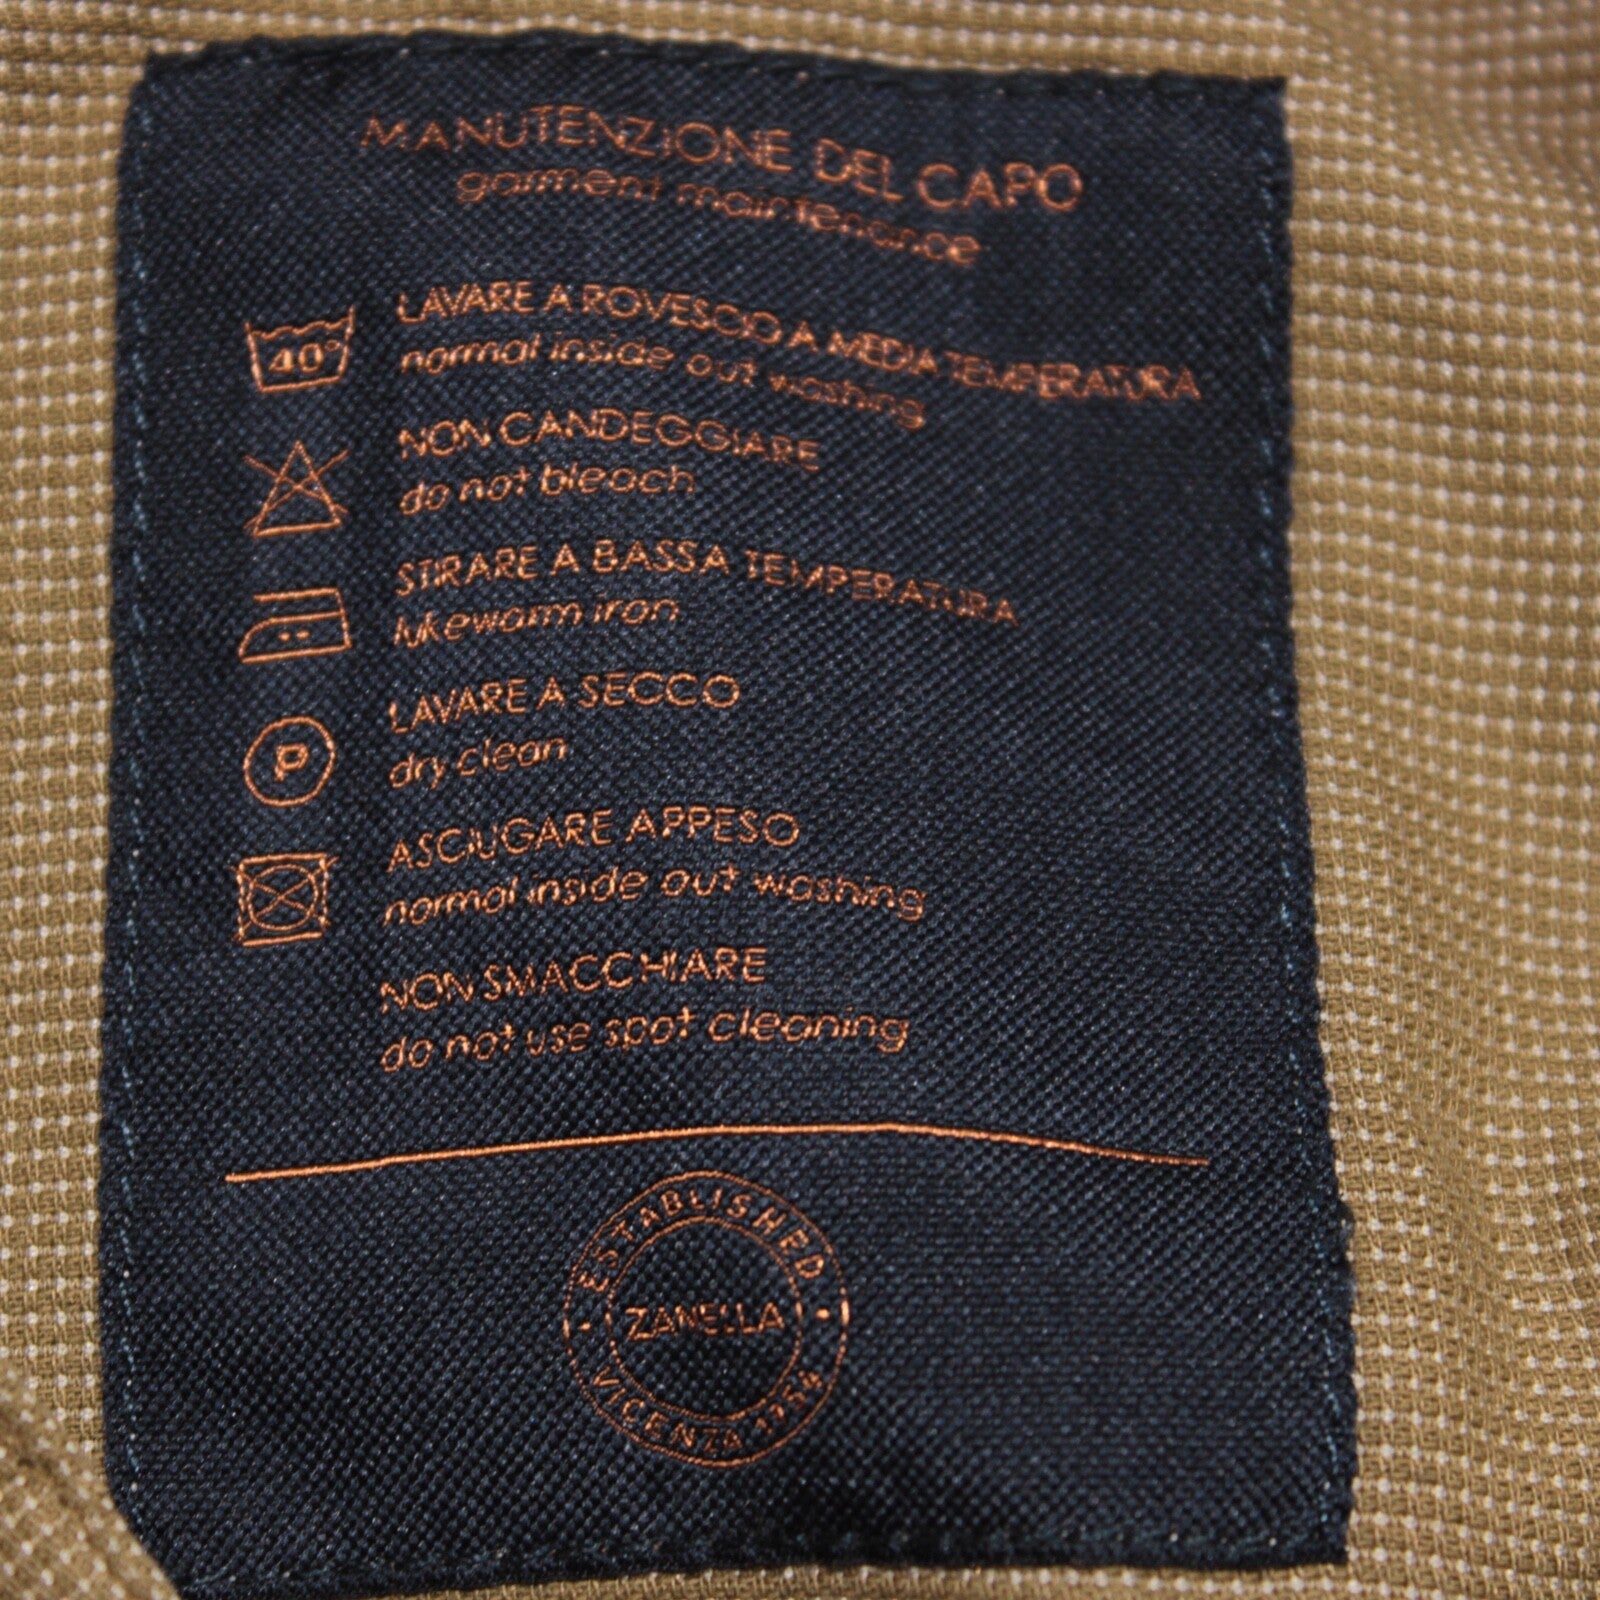 MANUTENZIONE DEL CAPO
garment maintenance
40°
LAVARE A ROVESCIO A MEDIA TEMPERATURA
normal inside out washing
NON CANDEGGIARE
do not bleach
STIRARE A BASSA TEMPERATURA
lukewarm iron
P
LAVARE A SECCO
dry clean
ASCIUGARE APPESO
normal inside out washing
NON SMACCHIARE
do not use spot cleaning
ESTABLISHED
ZANELLA
VICENZA 1954